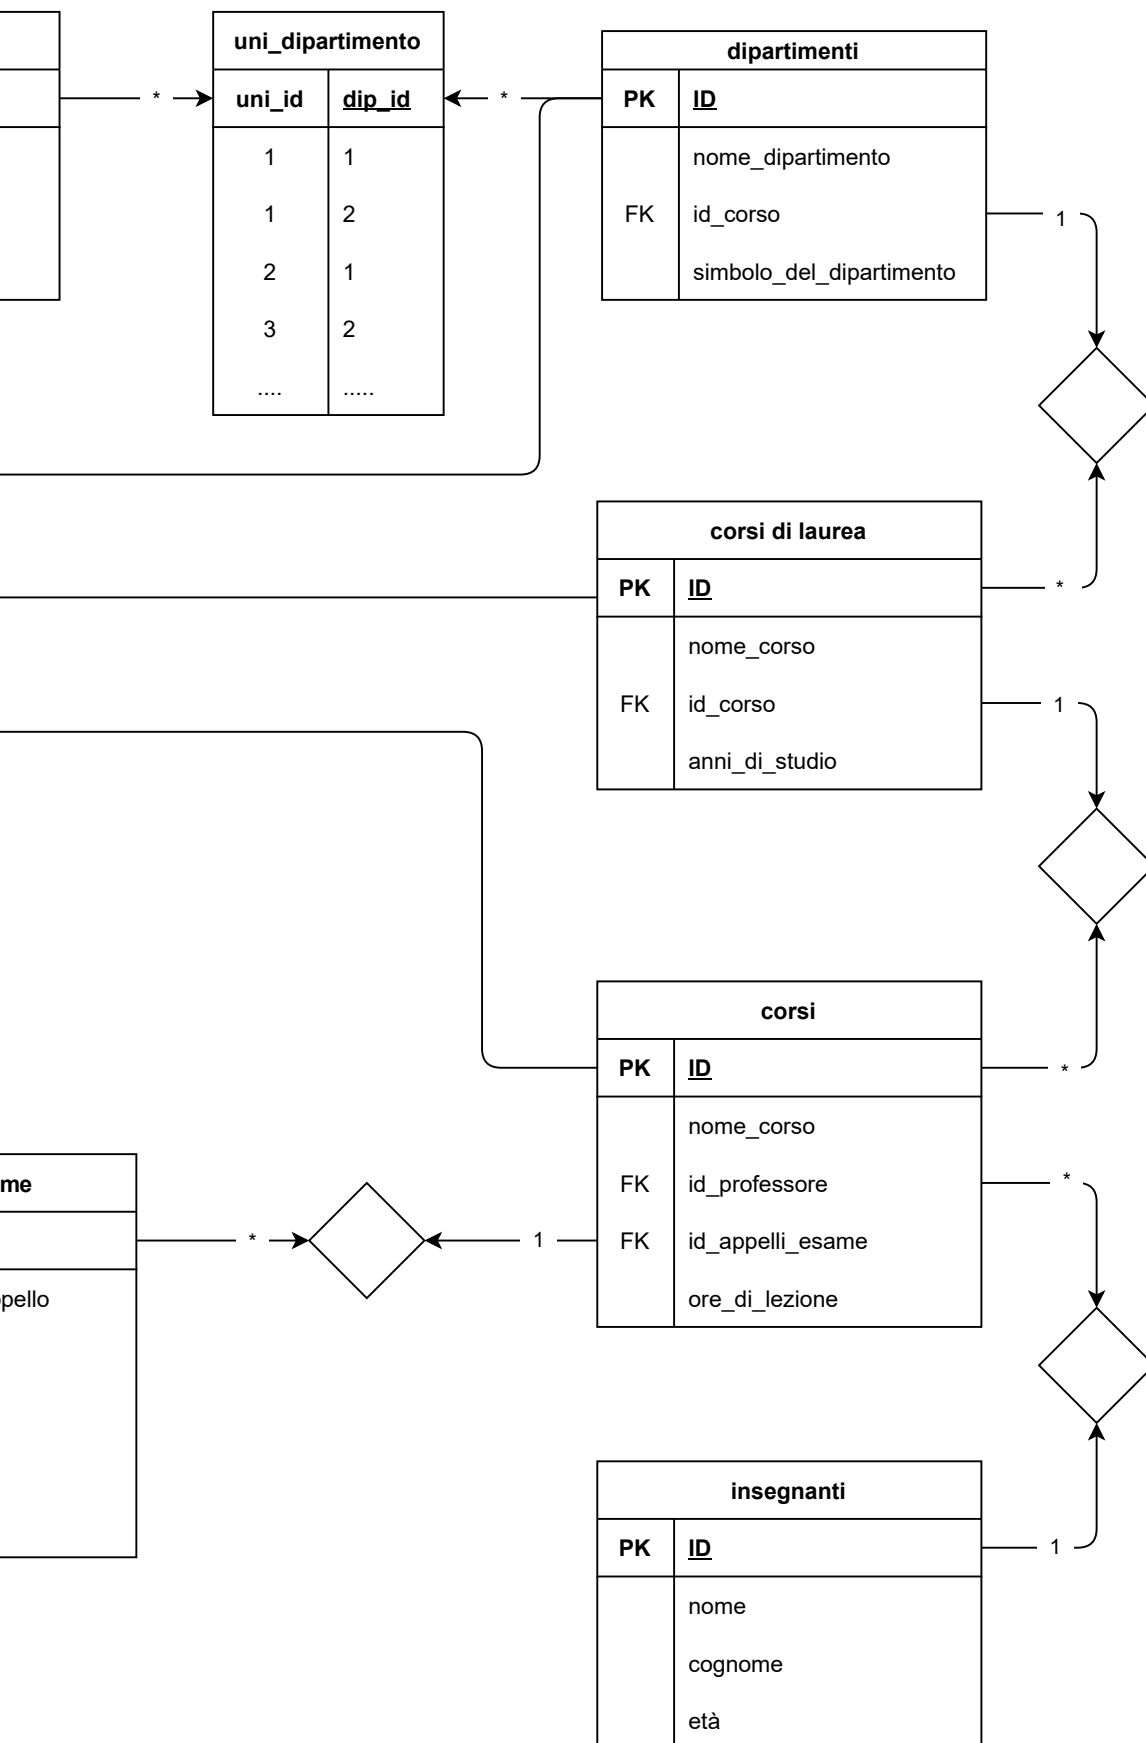 uni_dipartimento
uni_id dip_id
1 1
1 2
2 1
3 2
.... .....
*
*
dipartimenti
PK ID
nome_dipartimento
FK id_corso
simbolo_del_dipartimento
1
corsi di laurea
PK ID
*
nome_corso
FK id_corso
1
anni_di_studio
corsi
PK ID
*
nome_corso
FK id_professore
*
FK id_appelli_esame
ore_di_lezione
me
*
1
pello
insegnanti
PK ID
1
nome
cognome
età